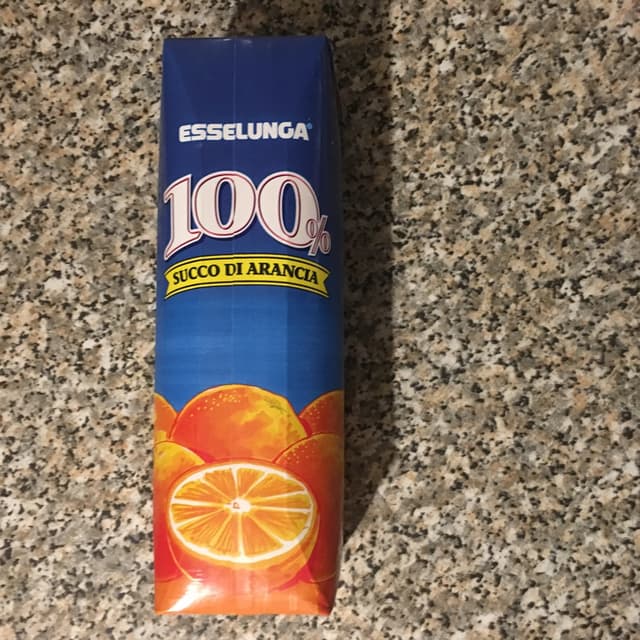 ESSELUNGA
100%
SUCCO DI ARANCIA